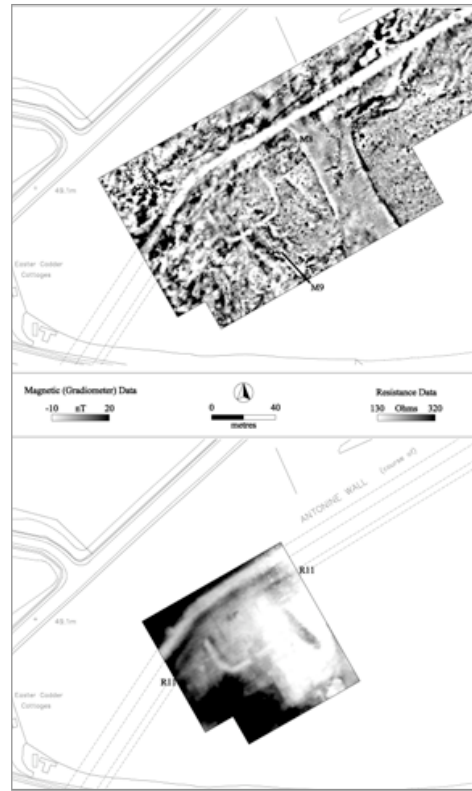 M8
49.1m
Easter Cadder
Cottages
M9
Magnetic (Gradiometer) Data
-10 nT 20
0 40
metres
Resistance Data
130 Ohms 320
ANTONINE WALL (course of)
R11
49.1m
R11
Easter Cadder
Cottages